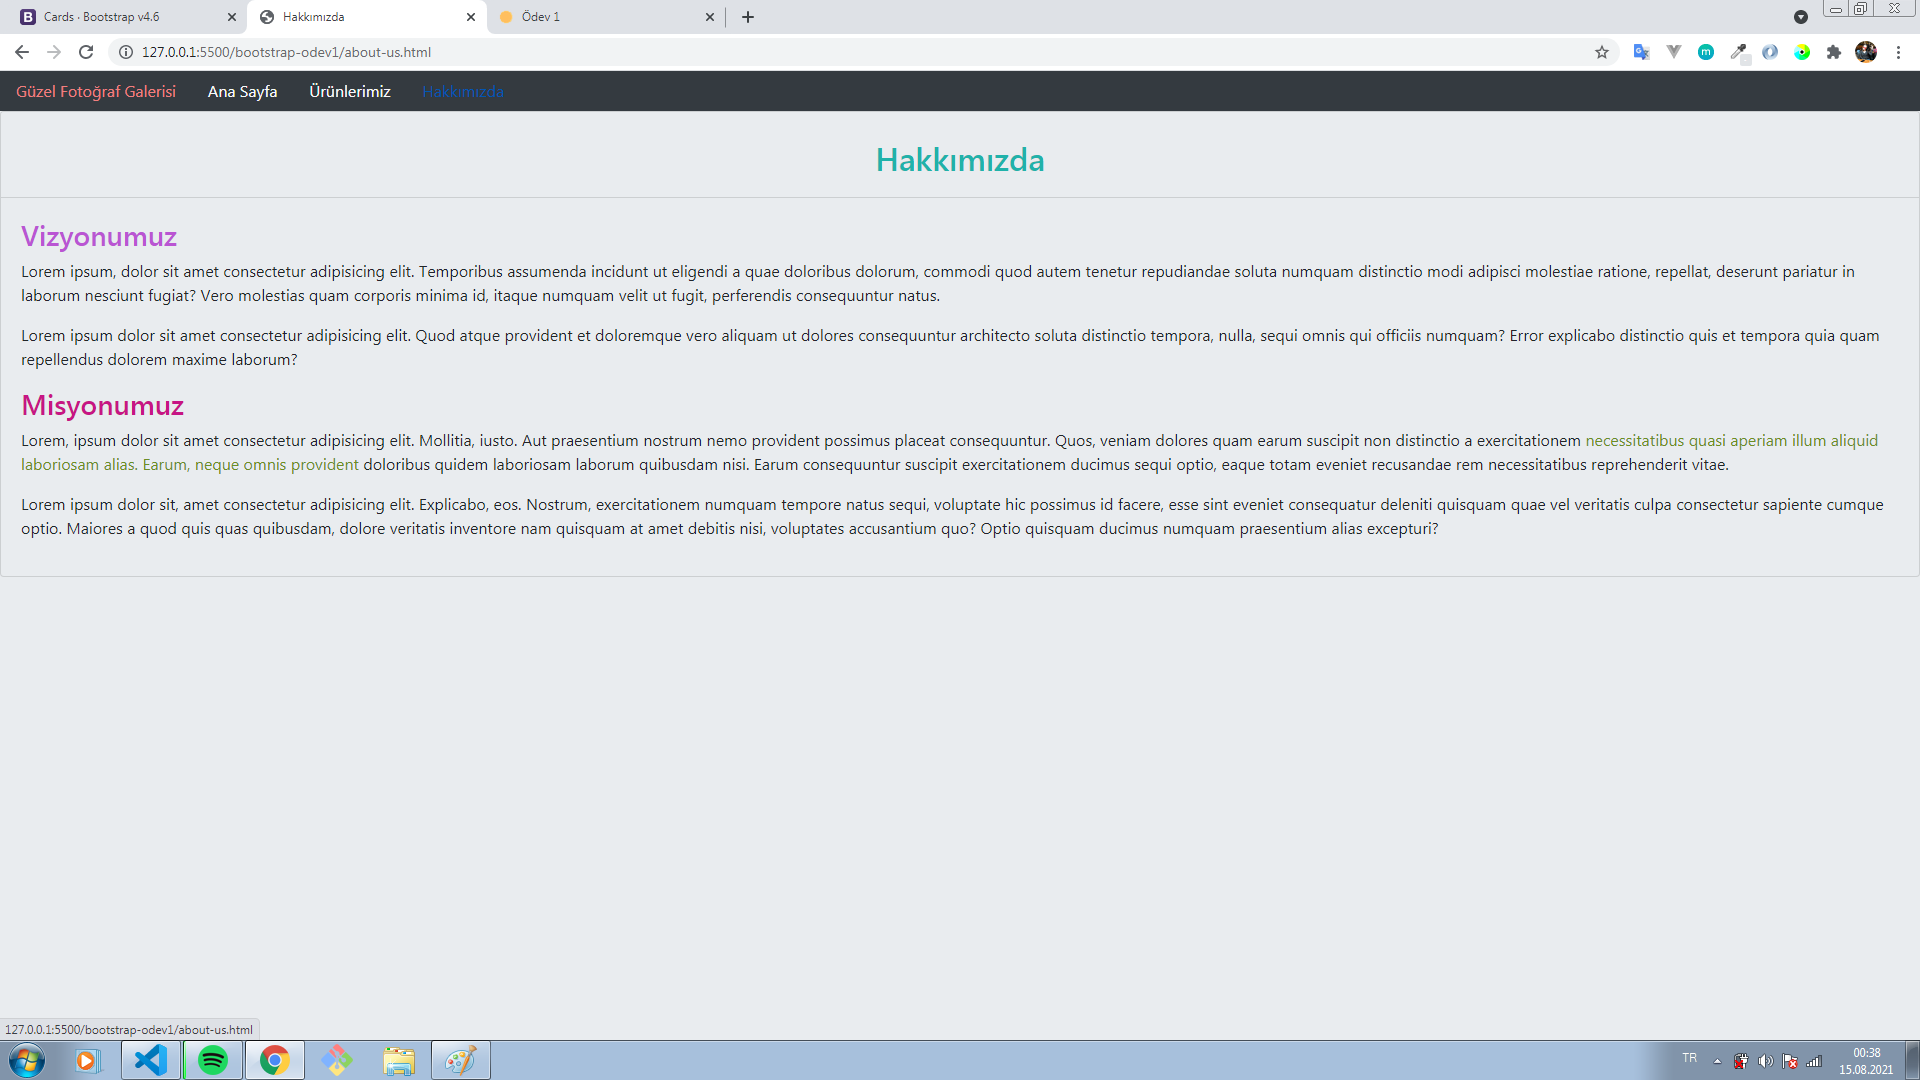 Cards · Bootstrap v4.6
Hakkımızda
Ödev 1
127.0.0.1:5500/bootstrap-odev1/about-us.html
Güzel Fotoğraf Galerisi Ana Sayfa Ürünlerimiz Hakkımızda
Hakkımızda
Vizyonumuz
Lorem ipsum, dolor sit amet consectetur adipisicing elit. Temporibus assumenda incidunt ut eligendi a quae doloribus dolorum, commodi quod autem tenetur repudiandae soluta numquam distinctio modi adipisci molestiae ratione, repellat, deserunt pariatur in
laborum nesciunt fugiat? Vero molestias quam corporis minima id, itaque numquam velit ut fugit, perferendis consequuntur natus.
Lorem ipsum dolor sit amet consectetur adipisicing elit. Quod atque provident et doloremque vero aliquam ut dolores consequuntur architecto soluta distinctio tempora, nulla, sequi omnis qui officiis numquam? Error explicabo distinctio quis et tempora quia quam
repellendus dolorem maxime laborum?
Misyonumuz
Lorem, ipsum dolor sit amet consectetur adipisicing elit. Mollitia, iusto. Aut praesentium nostrum nemo provident possimus placeat consequuntur. Quos, veniam dolores quam earum suscipit non distinctio a exercitationem necessitatibus quasi aperiam illum aliquid
laboriosam alias. Earum, neque omnis provident doloribus quidem laboriosam laborum quibusdam nisi. Earum consequuntur suscipit exercitationem ducimus sequi optio, eaque totam eveniet recusandae rem necessitatibus reprehenderit vitae.
Lorem ipsum dolor sit, amet consectetur adipisicing elit. Explicabo, eos. Nostrum, exercitationem numquam tempore natus sequi, voluptate hic possimus id facere, esse sint eveniet consequatur deleniti quisquam quae vel veritatis culpa consectetur sapiente cumque
optio. Maiores a quod quis quas quibusdam, dolore veritatis inventore nam quisquam at amet debitis nisi, voluptates accusantium quo? Optio quisquam ducimus numquam praesentium alias excepturi?
127.0.0.1:5500/bootstrap-odev1/about-us.html
TR
00:38
15.08.2021